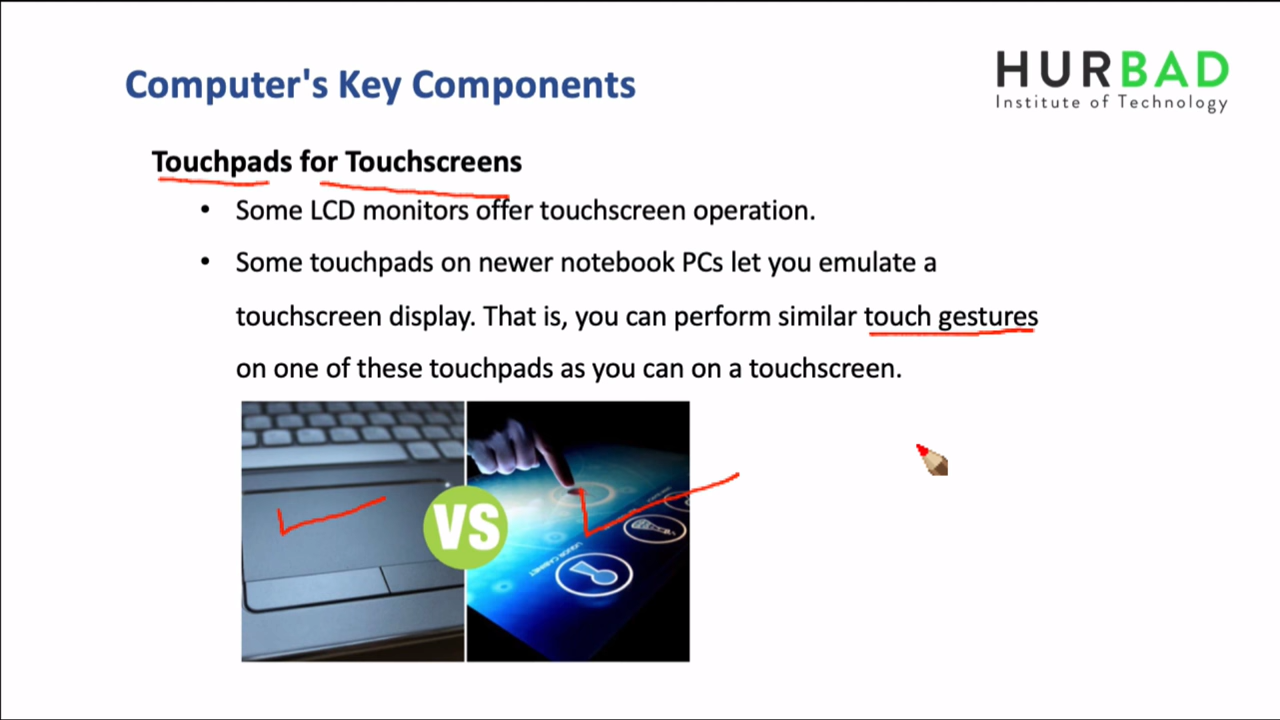 Computer's Key Components
HURBAD
Institute of Technology
Touchpads for Touchscreens
• Some LCD monitors offer touchscreen operation.
• Some touchpads on newer notebook PCs let you emulate a
touchscreen display. That is, you can perform similar touch gestures
on one of these touchpads as you can on a touchscreen.
VS
LIQUOR CABINET